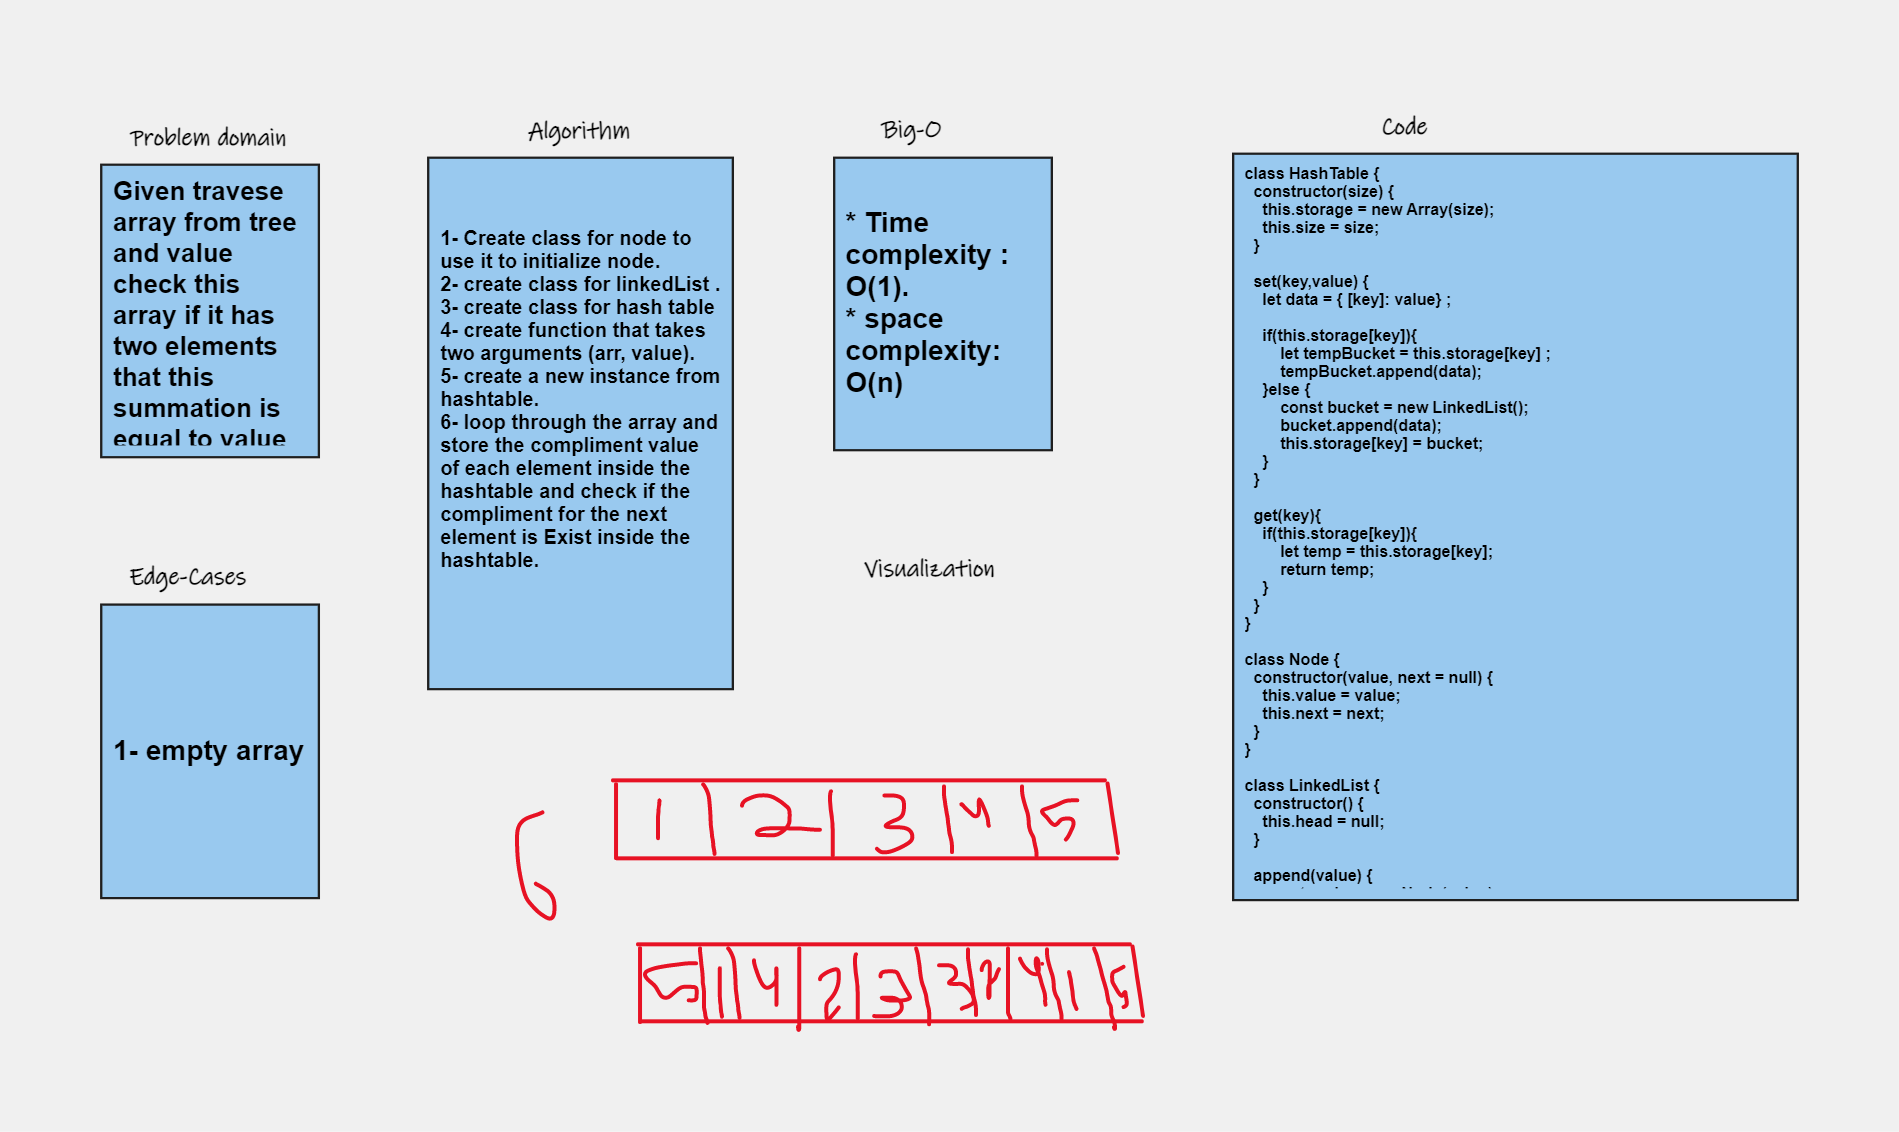 Problem domain
Given travese
array from tree
and value
check this
array if it has
two elements
that this
summation is
equal to value
Edge-Cases
1- empty array
Algorithm
1- Create class for node to
use it to initialize node.
2- create class for linkedList .
3- create class for hash table
4- create function that takes
two arguments (arr, value).
5- create a new instance from
hashtable.
6- loop through the array and
store the compliment value
of each element inside the
hashtable and check if the
compliment for the next
element is Exist inside the
hashtable.
Big-O
* Time
complexity :
O(1).
* space
complexity:
O(n)
Visualization
6
1 2 3 4 5
5 1 4 2 3 3 2 4 1 5
Code
class HashTable {
constructor(size) {
this.storage = new Array(size);
this.size = size;
}
set(key,value) {
let data = { [key]: value} ;
if(this.storage[key]){
let tempBucket = this.storage[key] ;
tempBucket.append(data);
}else {
const bucket = new LinkedList();
bucket.append(data);
this.storage[key] = bucket;
}
}
get(key){
if(this.storage[key]){
let temp = this.storage[key];
return temp;
}
}
}
class Node {
constructor(value, next = null) {
this.value = value;
this.next = next;
}
}
class LinkedList {
constructor() {
this.head = null;
}
append(value) {